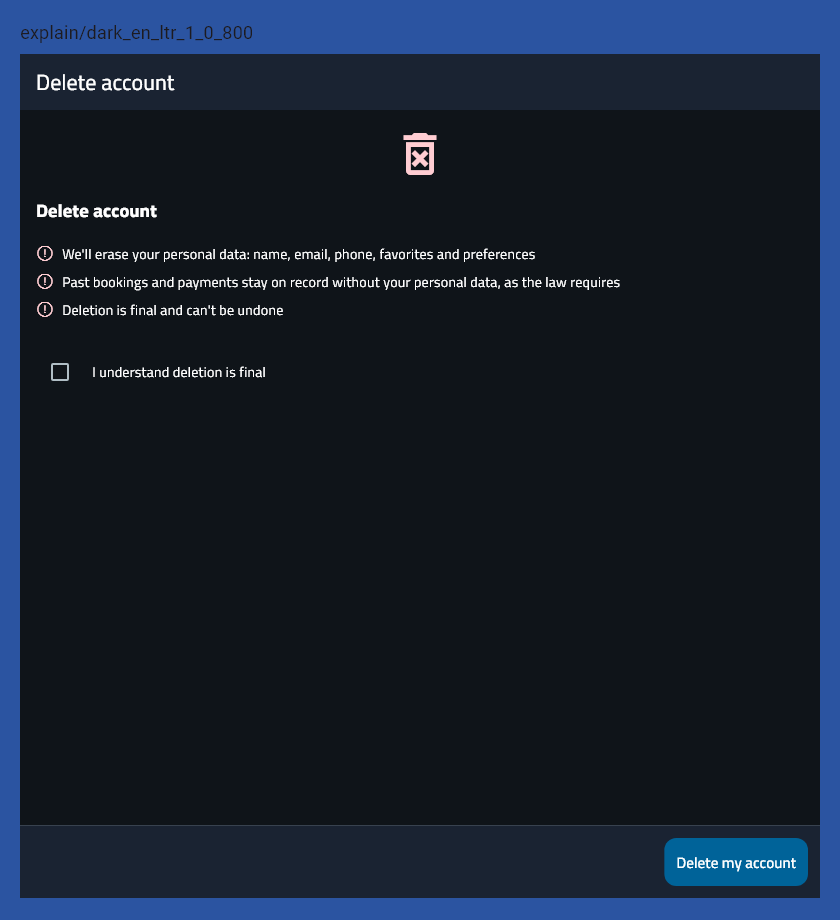 explain/dark_en_ltr_1_0_800
Delete account
Delete account
We'll erase your personal data: name, email, phone, favorites and preferences
Past bookings and payments stay on record without your personal data, as the law requires
Deletion is final and can't be undone
I understand deletion is final
Delete my account